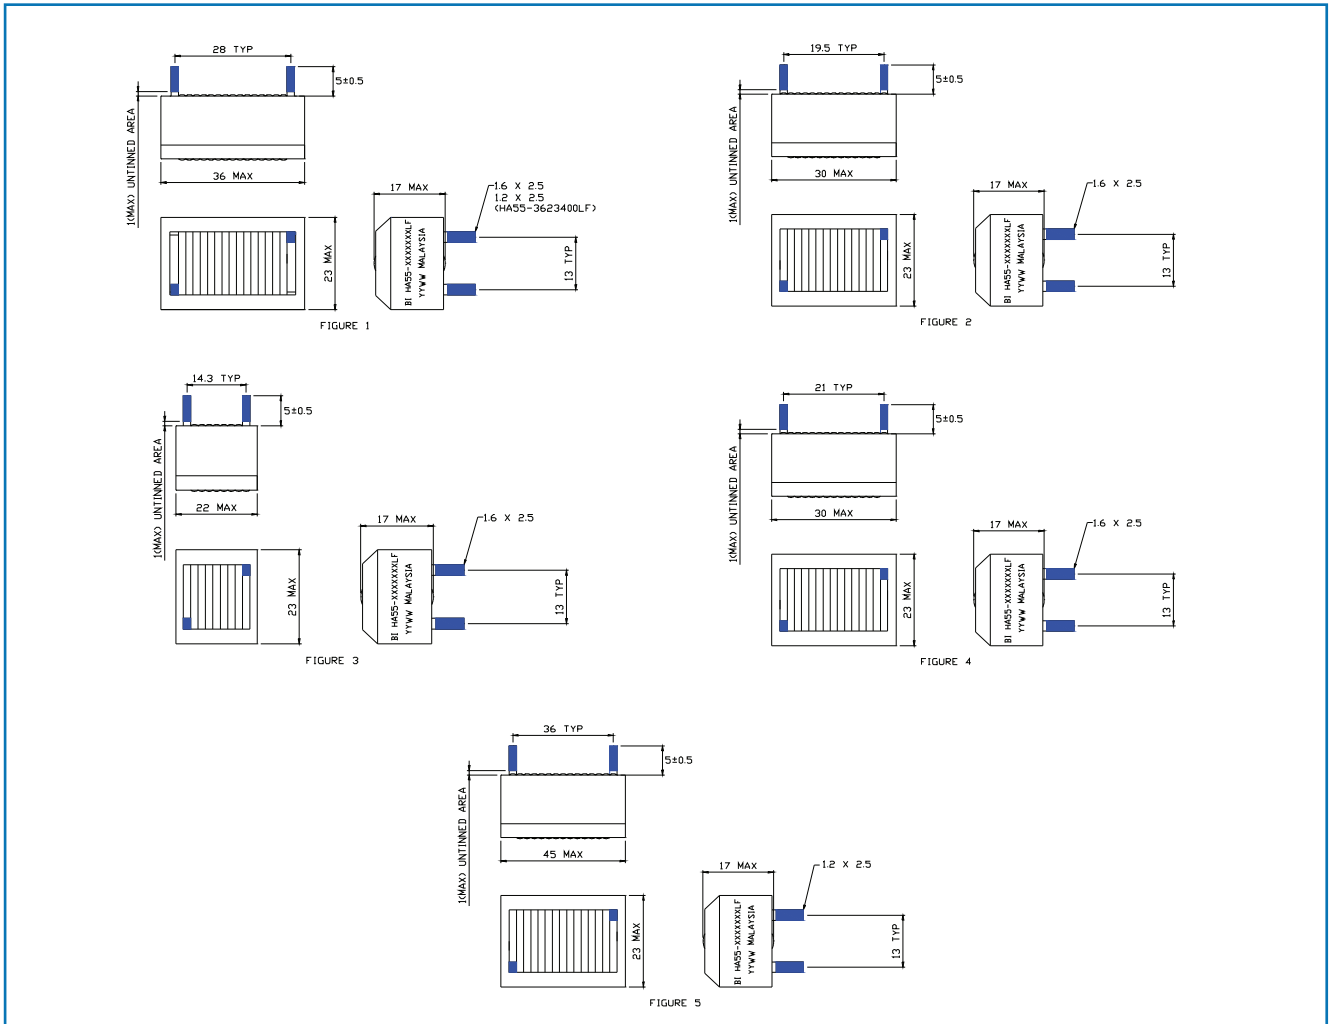 28 TYP
5±0.5
1(MAX) UNTINNED AREA
36 MAX
17 MAX
1.6 X 2.5
1.2 X 2.5
(HA55-3623400LF)
23 MAX
BI HA55-XXXXXXXLF
YYWW MALAYSIA
13 TYP
FIGURE 1
19.5 TYP
5±0.5
1(MAX) UNTINNED AREA
30 MAX
17 MAX
1.6 X 2.5
23 MAX
BI HA55-XXXXXXXLF
YYWW MALAYSIA
13 TYP
FIGURE 2
14.3 TYP
5±0.5
1(MAX) UNTINNED AREA
22 MAX
17 MAX
1.6 X 2.5
23 MAX
BI HA55-XXXXXXXLF
YYWW MALAYSIA
13 TYP
FIGURE 3
21 TYP
5±0.5
1(MAX) UNTINNED AREA
30 MAX
17 MAX
1.6 X 2.5
23 MAX
BI HA55-XXXXXXXLF
YYWW MALAYSIA
13 TYP
FIGURE 4
36 TYP
5±0.5
1(MAX) UNTINNED AREA
45 MAX
17 MAX
1.2 X 2.5
23 MAX
BI HA55-XXXXXXXLF
YYWW MALAYSIA
13 TYP
FIGURE 5